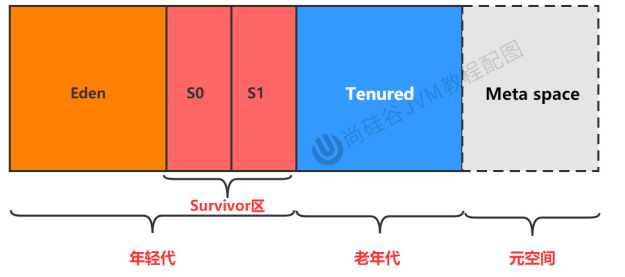 Eden
S0
S1
Tenured
Meta space
尚硅谷JVM教程配图
Survivor区
年轻代
老年代
元空间